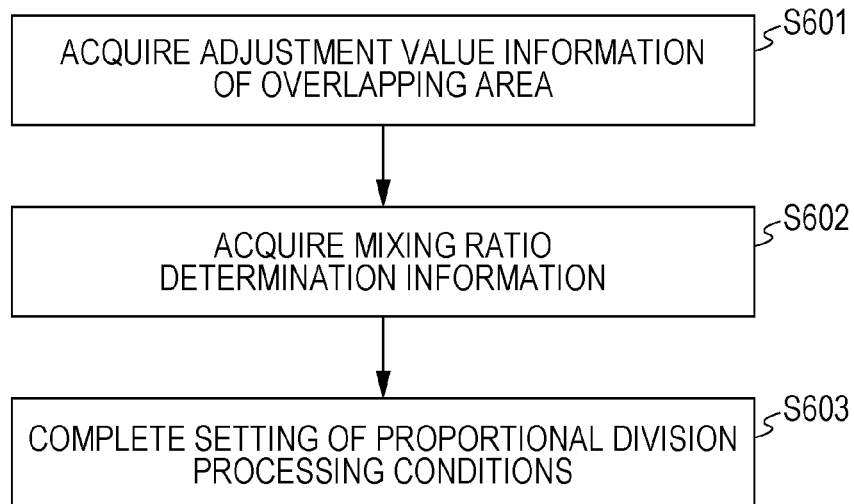 S601
ACQUIRE ADJUSTMENT VALUE INFORMATION
OF OVERLAPPING AREA
S602
ACQUIRE MIXING RATIO
DETERMINATION INFORMATION
S603
COMPLETE SETTING OF PROPORTIONAL DIVISION
PROCESSING CONDITIONS